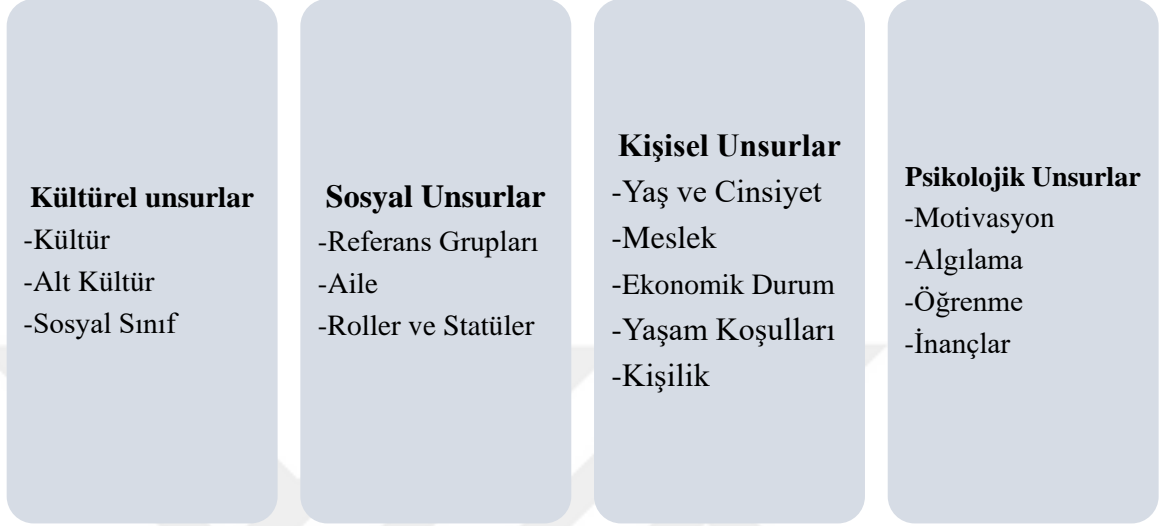 Kültürel unsurlar
-Kültür
-Alt Kültür
-Sosyal Sınıf
Sosyal Unsurlar
-Referans Grupları
-Aile
-Roller ve Statüler
Kişisel Unsurlar
-Yaş ve Cinsiyet
-Meslek
-Ekonomik Durum
-Yaşam Koşulları
-Kişilik
Psikolojik Unsurlar
-Motivasyon
-Algılama
-Öğrenme
-İnançlar